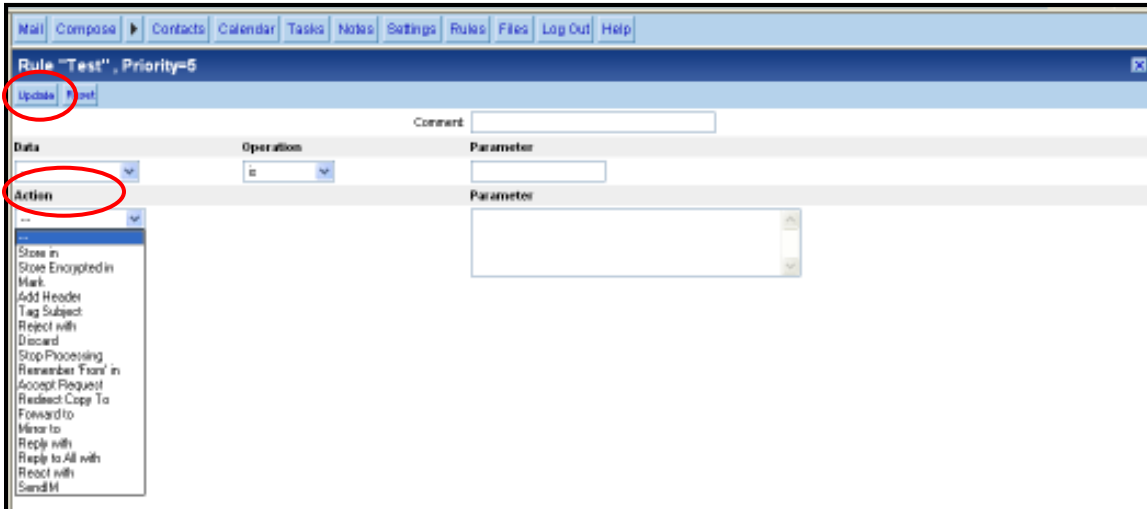 Mail Compose Contacts Calendar Tasks Notes Settings Rules Files Log Out Help
Rule "Test" , Priority=5
Update Reset
Comment
Data Operation Parameter
is
Action Parameter
---
---
Store in
Store Encrypted in
Mark
Add Header
Tag Subject
Reject with
Discard
Stop Processing
Remember 'From' in
Accept Request
Redirect Copy To
Forward to
Mirror to
Reply with
Reply to All with
React with
Send IM